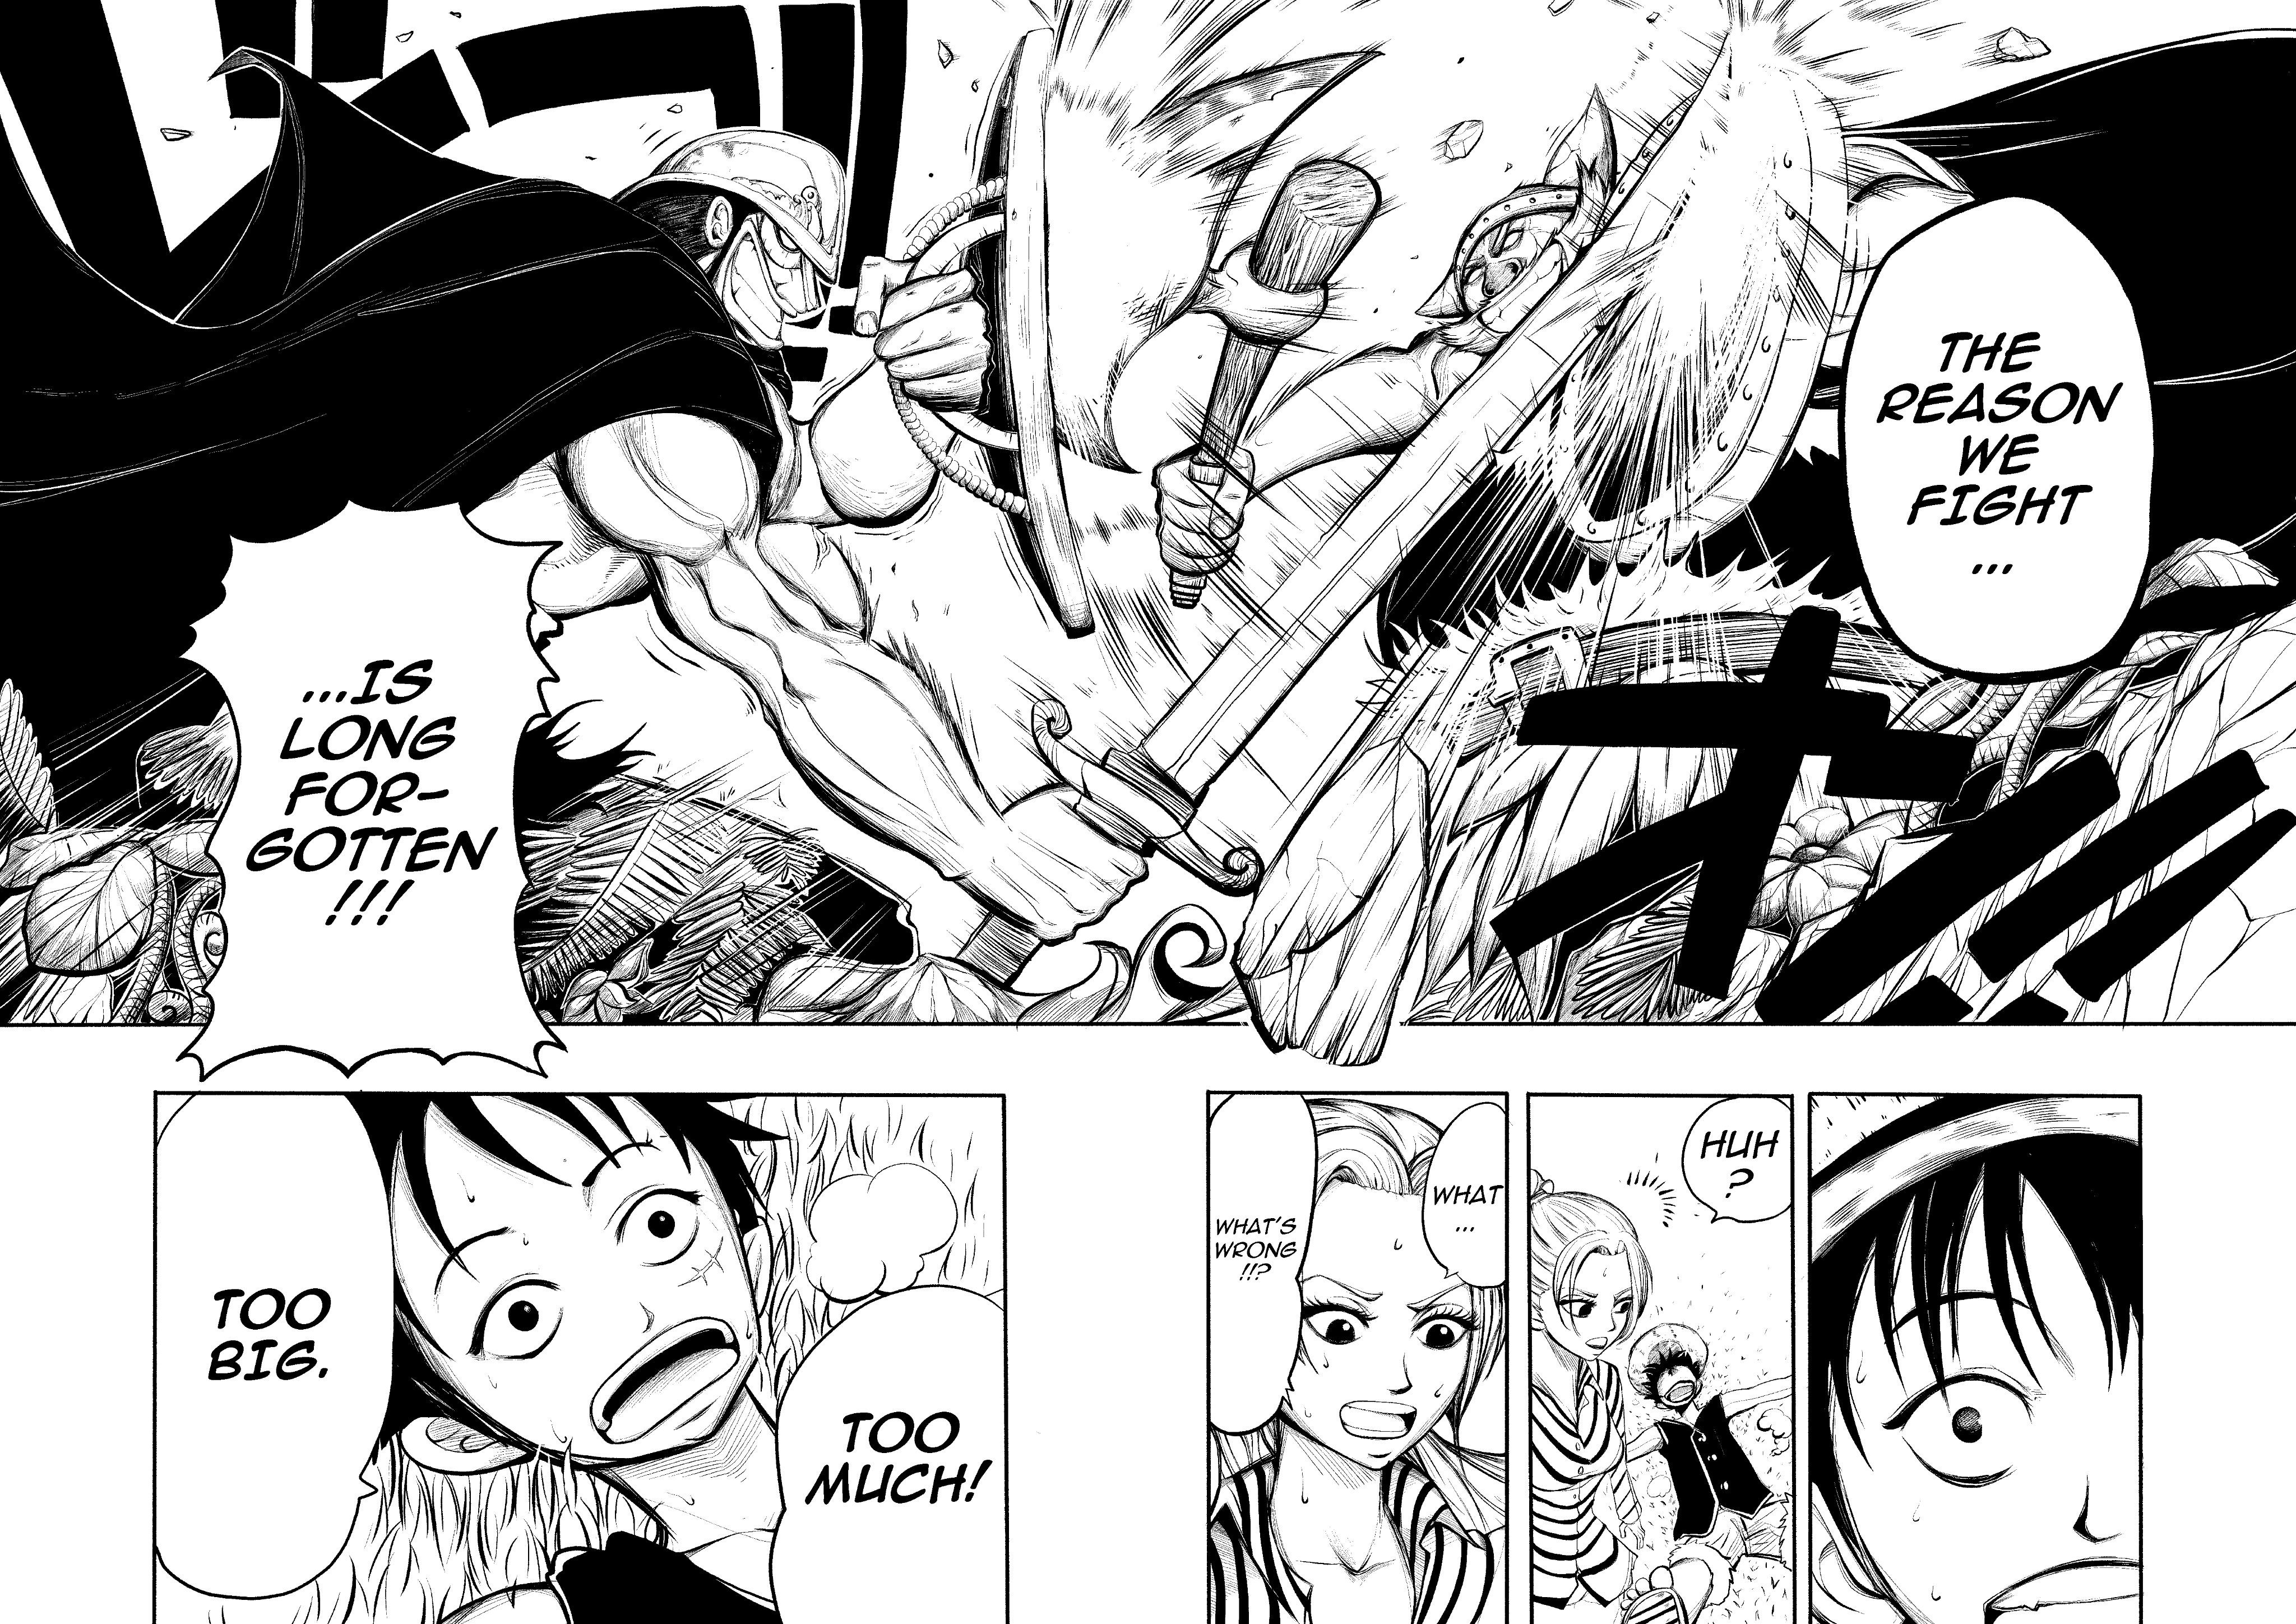 THE
REASON
WE
FIGHT
...
...IS
LONG
FOR-
GOTTEN
!!!
HUH
?
WHAT
...
WHAT'S
WRONG
!!?
TOO
MUCH!
TOO
BIG.